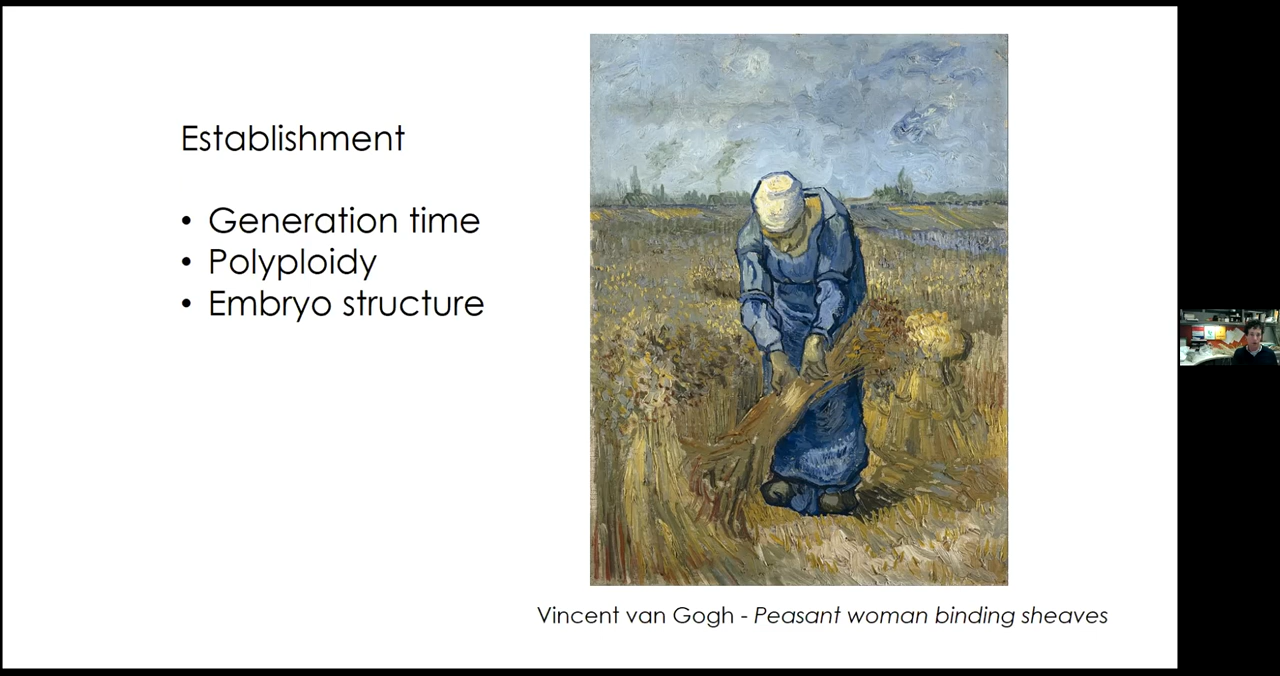 Establishment
• Generation time
• Polyploidy
• Embryo structure
Vincent van Gogh - Peasant woman binding sheaves